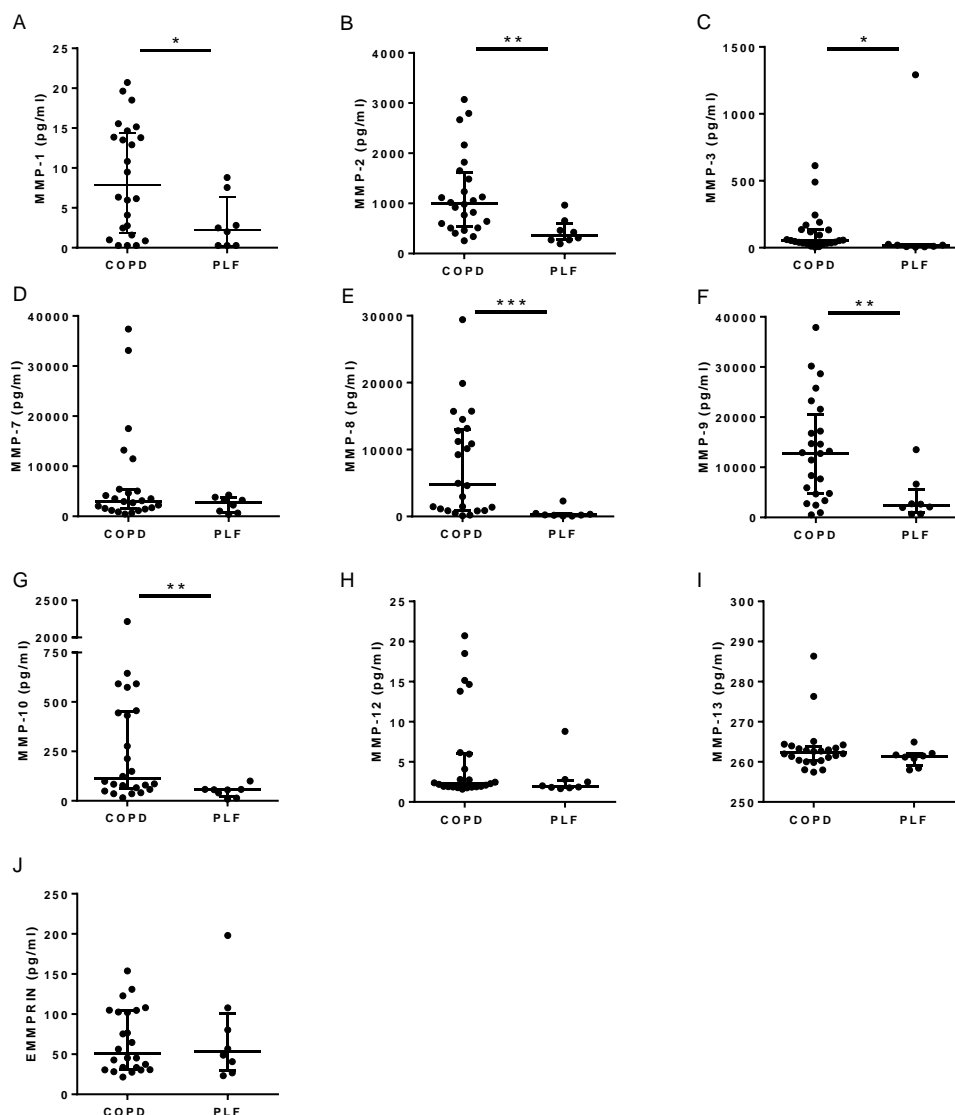 A
MMP-1 (pg/ml)
25
20
15
10
5
0
*
COPD
PLF
B
MMP-2 (pg/ml)
4000
3000
2000
1000
0
**
COPD
PLF
C
MMP-3 (pg/ml)
1500
1000
500
0
*
COPD
PLF
D
MMP-7 (pg/ml)
40000
30000
20000
10000
0
COPD
PLF
E
MMP-8 (pg/ml)
30000
20000
10000
0
***
COPD
PLF
F
MMP-9 (pg/ml)
40000
30000
20000
10000
0
**
COPD
PLF
G
MMP-10 (pg/ml)
2500
2000
750
500
250
0
**
COPD
PLF
H
MMP-12 (pg/ml)
25
20
15
10
5
0
COPD
PLF
I
MMP-13 (pg/ml)
300
290
280
270
260
250
COPD
PLF
J
EMMPRIN (pg/ml)
250
200
150
100
50
0
COPD
PLF